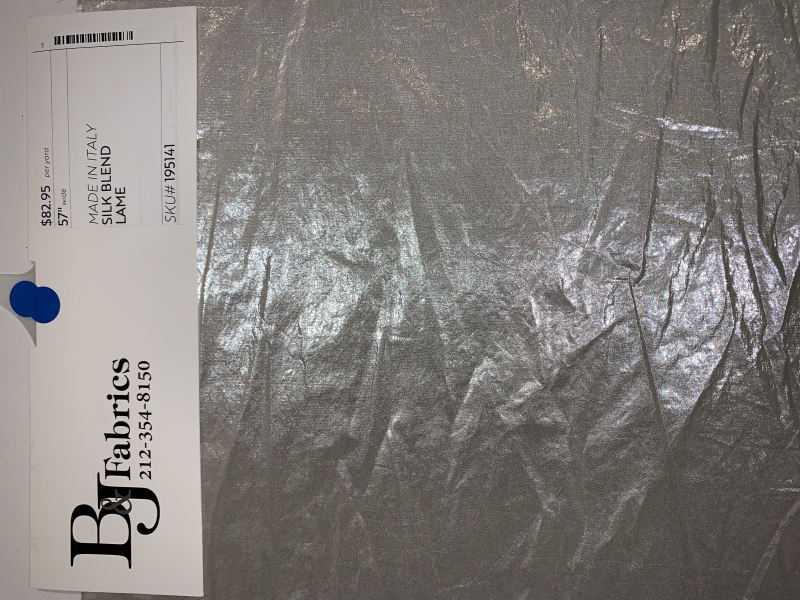 B&J Fabrics
212-354-8150
$82.95 per yard
57" wide
MADE IN ITALY
SILK BLEND
LAME
SKU# 195141